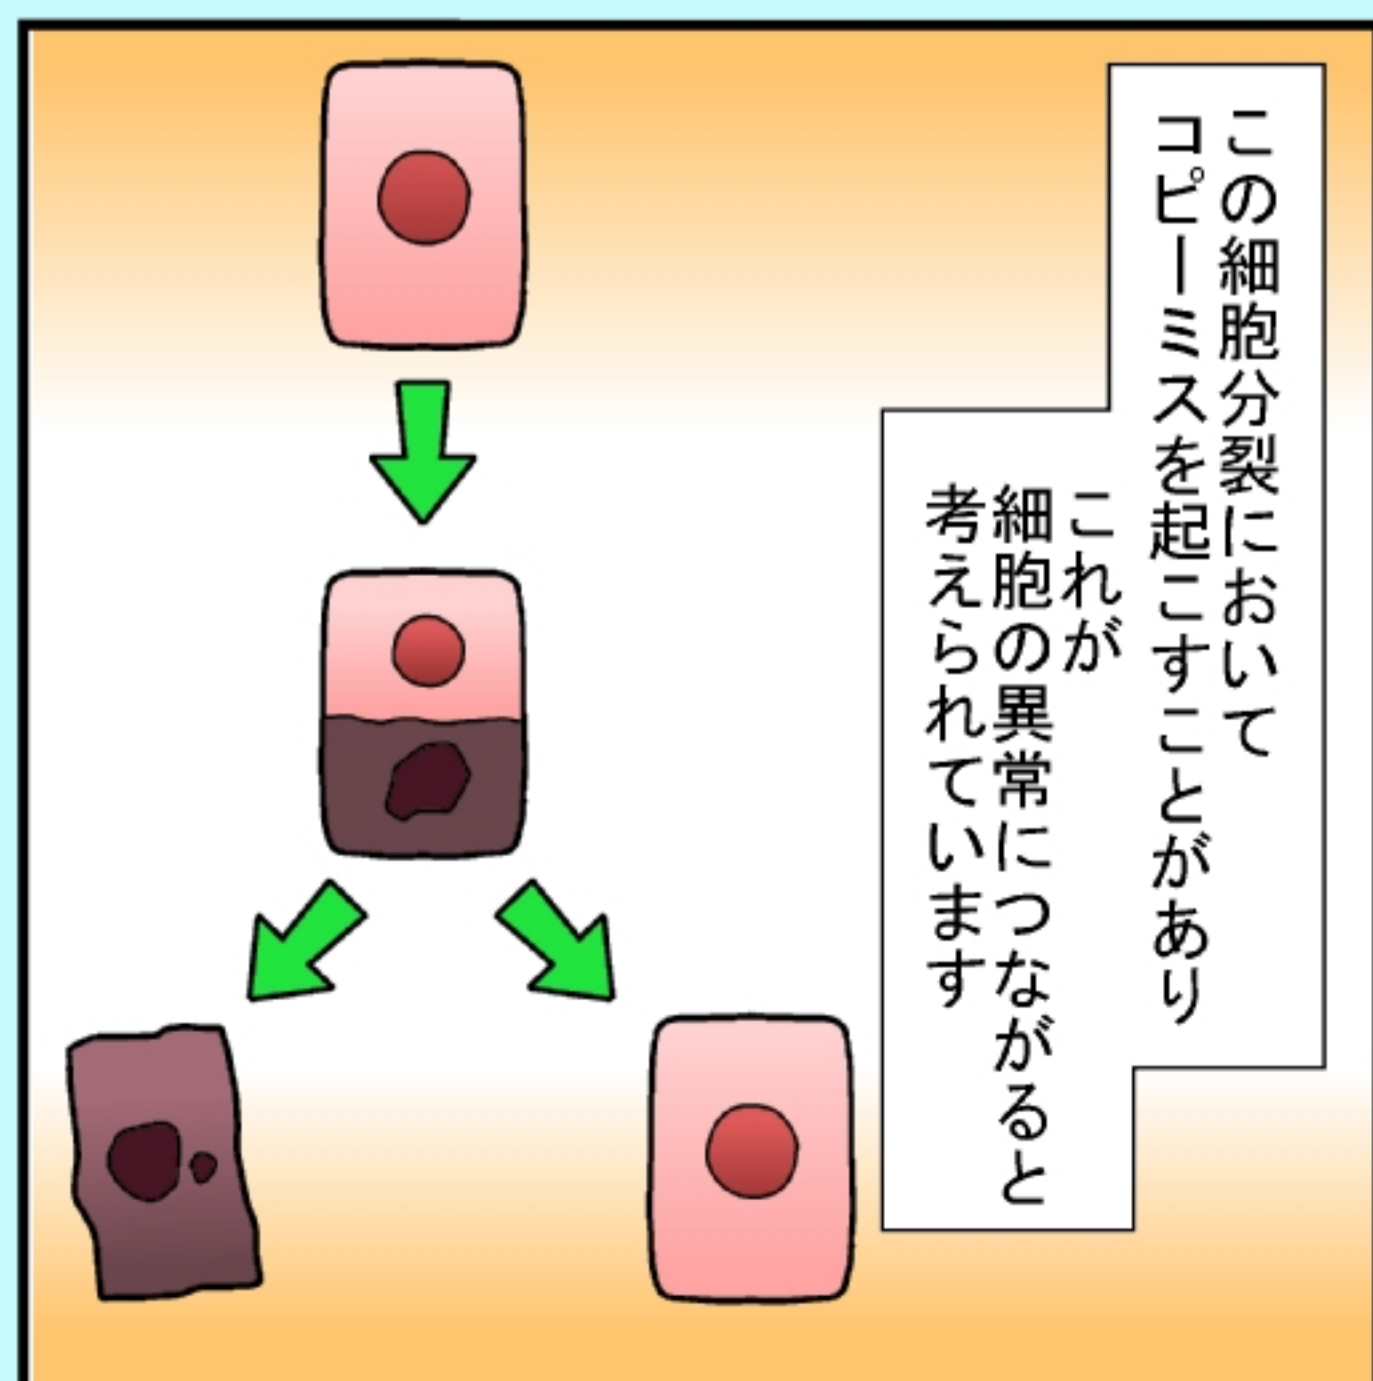 この細胞分裂において
コピーミスを起こすことがあり
これが
細胞の異常につながると
考えられています